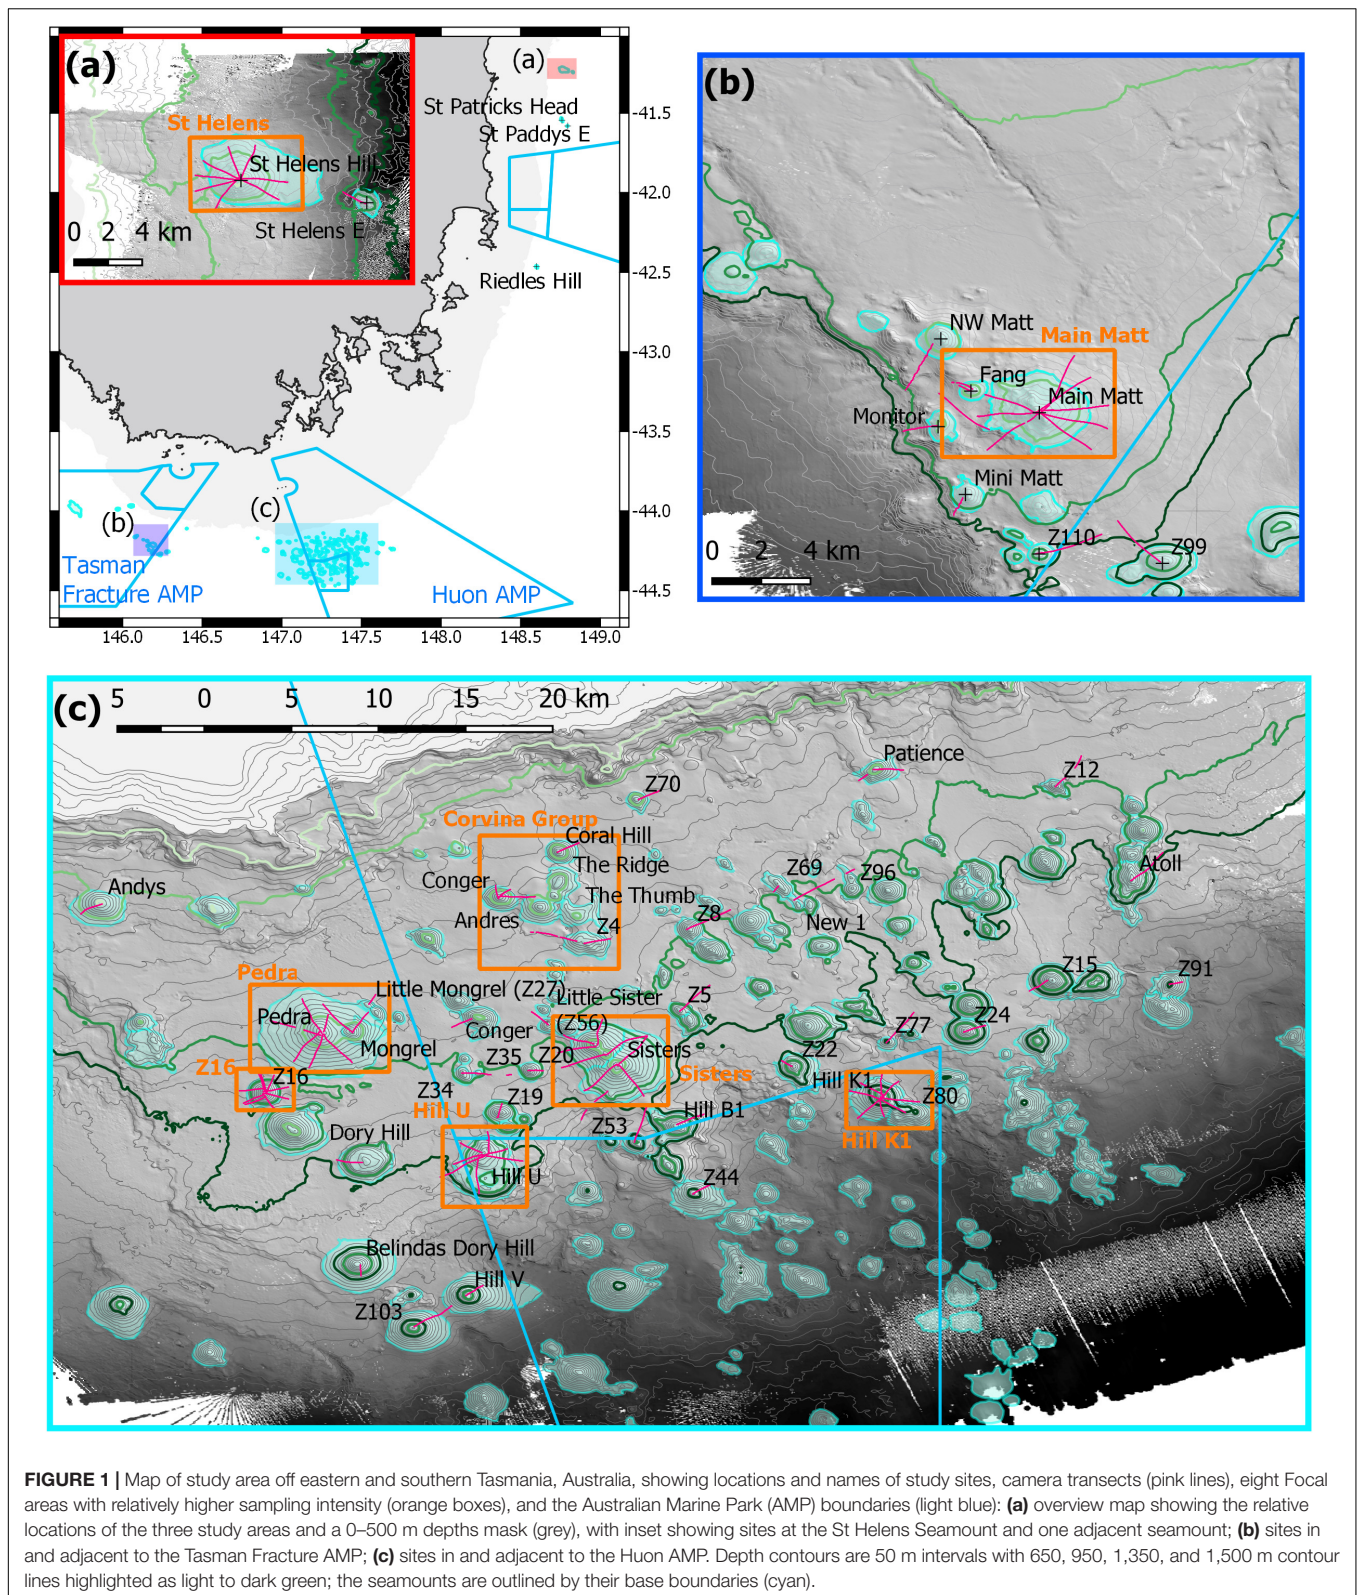 (a)
St Helens
St Helens Hill
St Helens E
0 2 4 km
(a)
St Patricks Head
St Paddys E
Riedles Hill
(b)
(c)
Tasman
Fracture AMP
Huon AMP
-41.5
-42.0
-42.5
-43.0
-43.5
-44.0
-44.5
146.0 146.5 147.0 147.5 148.0 148.5 149.0
(b)
NW Matt
Main Matt
Fang
Main Matt
Monitor
Mini Matt
Z110
Z99
0 2 4 km
(c)
5 0 5 10 15 20 km
Patience
Z12
Z70
Corvina Group
Coral Hill
The Ridge
Conger
The Thumb
Andres
Z4
Andys
Z69
Z96
Atoll
Z8
New 1
Pedra
Little Mongrel (Z27)
Little Sister
(Z56)
Z5
Z15
Z91
Pedra
Conger
Mongrel
Sisters
Z77
Z24
Z16
Z16
Z35
Z20
Z34
Sisters
Z22
Hill K1
Z80
Hill U
Z19
Hill B1
Z53
Hill K1
Dory Hill
Hill U
Z44
Belindas Dory Hill
Hill V
Z103
FIGURE 1 | Map of study area off eastern and southern Tasmania, Australia, showing locations and names of study sites, camera transects (pink lines), eight Focal
areas with relatively higher sampling intensity (orange boxes), and the Australian Marine Park (AMP) boundaries (light blue): (a) overview map showing the relative
locations of the three study areas and a 0–500 m depths mask (grey), with inset showing sites at the St Helens Seamount and one adjacent seamount; (b) sites in
and adjacent to the Tasman Fracture AMP; (c) sites in and adjacent to the Huon AMP. Depth contours are 50 m intervals with 650, 950, 1,350, and 1,500 m contour
lines highlighted as light to dark green; the seamounts are outlined by their base boundaries (cyan).